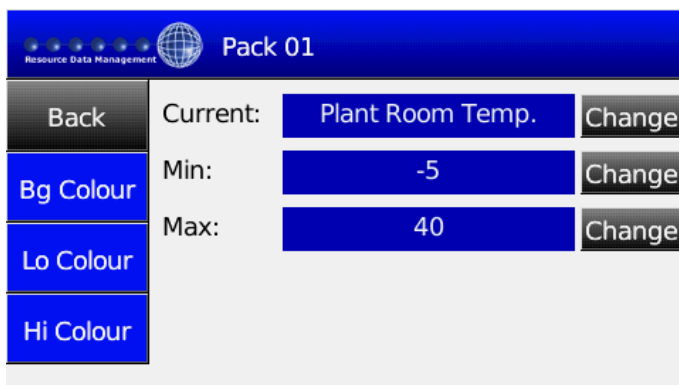 Resource Data Management
Pack 01
Back
Current: Plant Room Temp. Change
Bg Colour
Min: -5 Change
Max: 40 Change
Lo Colour
Hi Colour